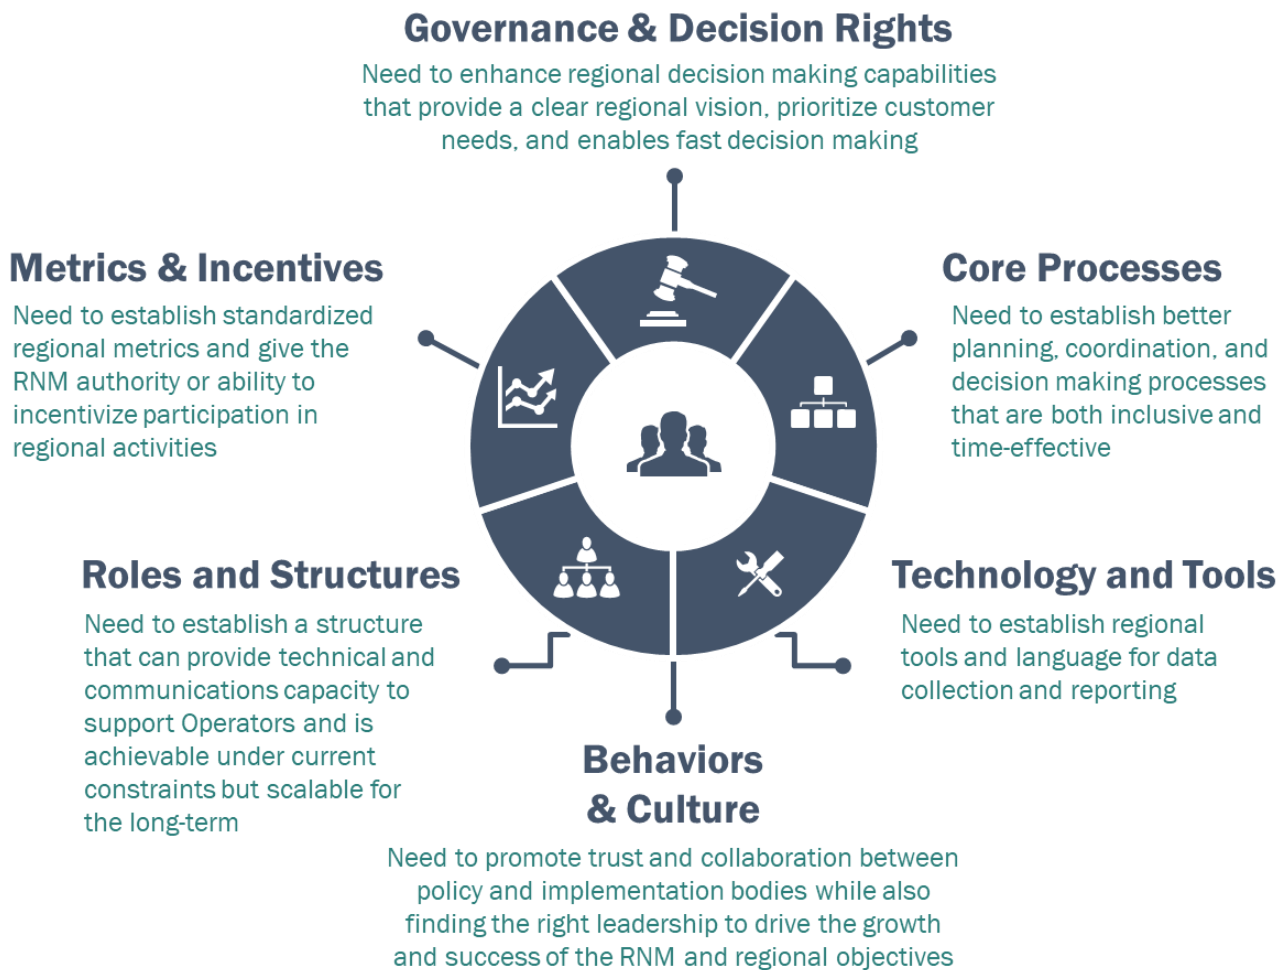 Governance & Decision Rights
Need to enhance regional decision making capabilities
that provide a clear regional vision, prioritize customer
needs, and enables fast decision making
Metrics & Incentives
Need to establish standardized
regional metrics and give the
RNM authority or ability to
incentivize participation in
regional activities
Core Processes
Need to establish better
planning, coordination, and
decision making processes
that are both inclusive and
time-effective
Roles and Structures
Need to establish a structure
that can provide technical and
communications capacity to
support Operators and is
achievable under current
constraints but scalable for
the long-term
Technology and Tools
Need to establish regional
tools and language for data
collection and reporting
Behaviors
& Culture
Need to promote trust and collaboration between
policy and implementation bodies while also
finding the right leadership to drive the growth
and success of the RNM and regional objectives